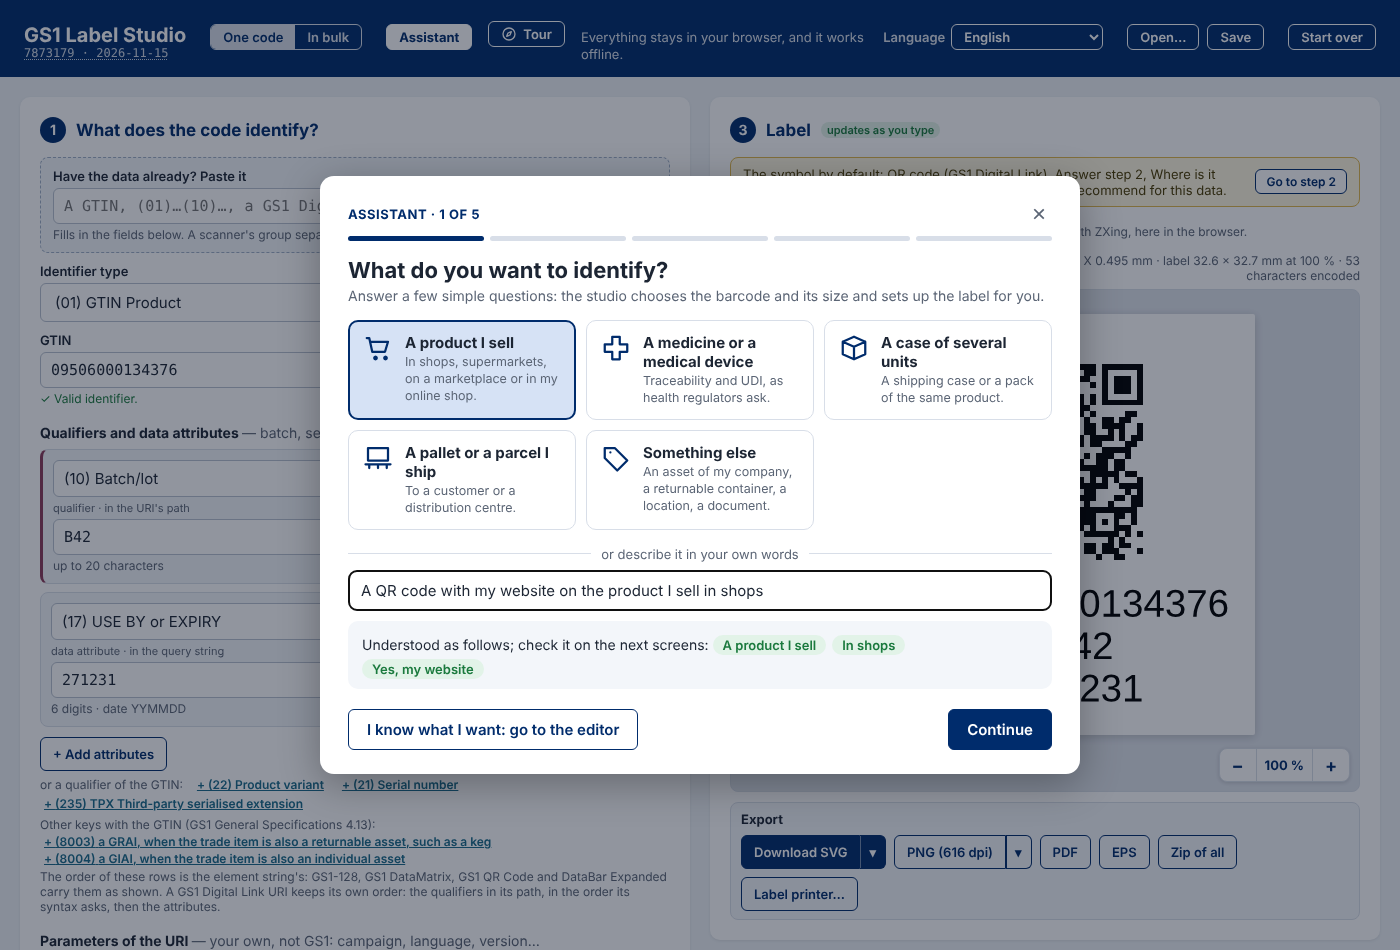 GS1 Label Studio
7873179 · 2026-11-15
One code
In bulk
Assistant
Tour
Everything stays in your browser, and it works
offline.
Language
English
Open...
Save
Start over
1
What does the code identify?
Have the data already? Paste it
A GTIN, (01)…(10)…, a GS1 Dig
Fills in the fields below. A scanner's group sepa
Identifier type
(01) GTIN Product
GTIN
09506000134376
✓ Valid identifier.
Qualifiers and data attributes — batch, se
(10) Batch/lot
qualifier · in the URI's path
B42
up to 20 characters
(17) USE BY or EXPIRY
data attribute · in the query string
271231
6 digits · date YYMMDD
+ Add attributes
or a qualifier of the GTIN:
+ (22) Product variant
+ (21) Serial number
+ (235) TPX Third-party serialised extension
Other keys with the GTIN (GS1 General Specifications 4.13):
+ (8003) a GRAI, when the trade item is also a returnable asset, such as a keg
+ (8004) a GIAI, when the trade item is also an individual asset
The order of these rows is the element string's: GS1-128, GS1 DataMatrix, GS1 QR Code and DataBar Expanded
carry them as shown. A GS1 Digital Link URI keeps its own order: the qualifiers in its path, in the order its
syntax asks, then the attributes.
Parameters of the URI — your own, not GS1: campaign, language, version...
ASSISTANT · 1 OF 5
✕
What do you want to identify?
Answer a few simple questions: the studio chooses the barcode and its size and sets up the label for you.
A product I sell
In shops, supermarkets,
on a marketplace or in my
online shop.
A medicine or a
medical device
Traceability and UDI, as
health regulators ask.
A case of several
units
A shipping case or a pack
of the same product.
A pallet or a parcel I
ship
To a customer or a
distribution centre.
Something else
An asset of my company,
a returnable container, a
location, a document.
or describe it in your own words
A QR code with my website on the product I sell in shops
Understood as follows; check it on the next screens:
A product I sell
In shops
Yes, my website
I know what I want: go to the editor
Continue
3
Label
updates as you type
The symbol by default: QR code (GS1 Digital Link). Answer step 2, Where is it
ecommend for this data.
Go to step 2
th ZXing, here in the browser.
X 0.495 mm · label 32.6 × 32.7 mm at 100 % · 53
characters encoded
0134376
42
231
−
100 %
+
Export
Download SVG
▾
PNG (616 dpi)
▾
PDF
EPS
Zip of all
Label printer...